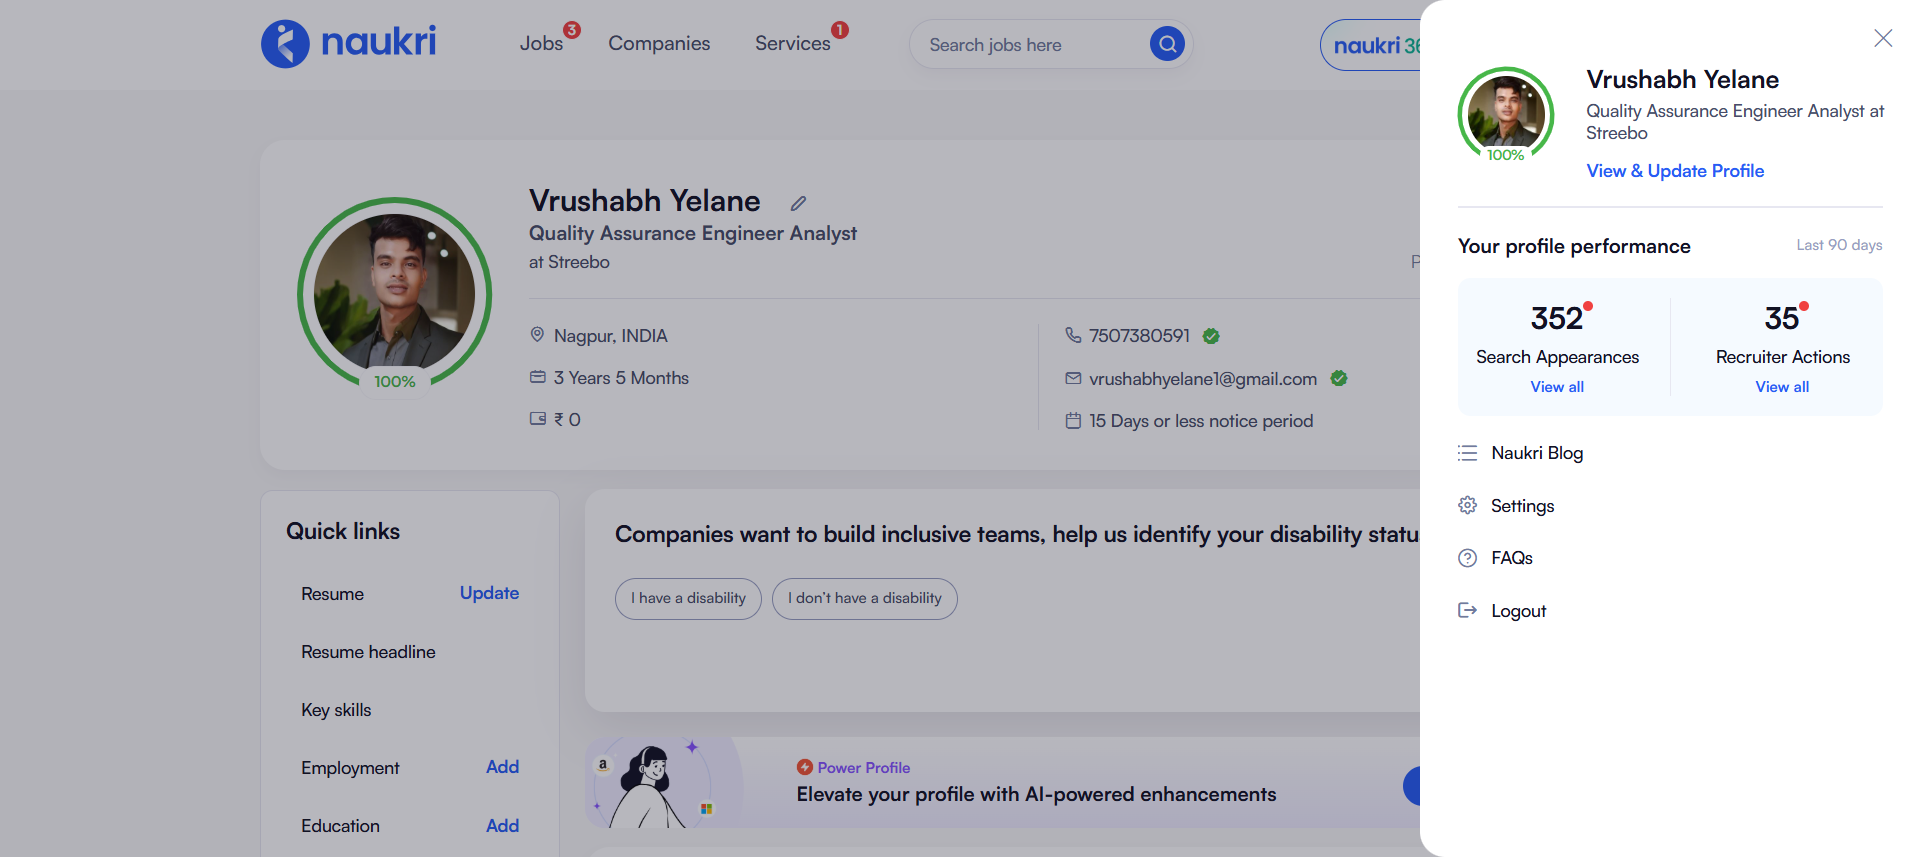 naukri
Jobs 3
Companies
Services 1
Search jobs here
naukri 36
Vrushabh Yelane
Quality Assurance Engineer Analyst
at Streebo
P
100%
Nagpur, INDIA
3 Years 5 Months
₹ 0
7507380591
vrushabhyelane1@gmail.com
15 Days or less notice period
Quick links
Resume Update
Resume headline
Key skills
Employment Add
Education Add
Companies want to build inclusive teams, help us identify your disability statu
I have a disability
I don't have a disability
a
Power Profile
Elevate your profile with AI-powered enhancements
100%
Vrushabh Yelane
Quality Assurance Engineer Analyst at
Streebo
View & Update Profile
Your profile performance
Last 90 days
352
Search Appearances
View all
35
Recruiter Actions
View all
Naukri Blog
Settings
FAQs
Logout